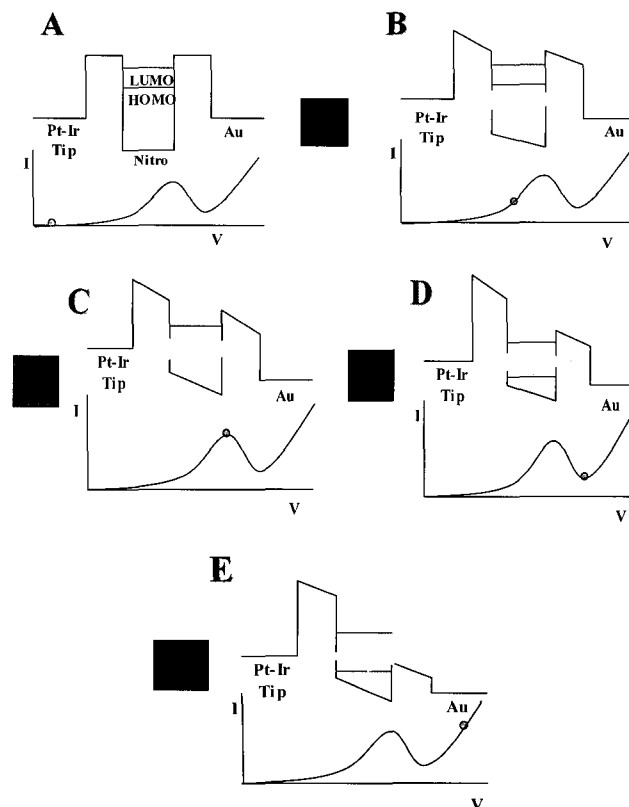 A
LUMO
HOMO
Pt-Ir
Tip
Au
Nitro
I
V
B
Pt-Ir
Tip
Au
I
V
C
Pt-Ir
Tip
Au
I
V
D
Pt-Ir
Tip
Au
I
V
E
Pt-Ir
Tip
Au
I
V